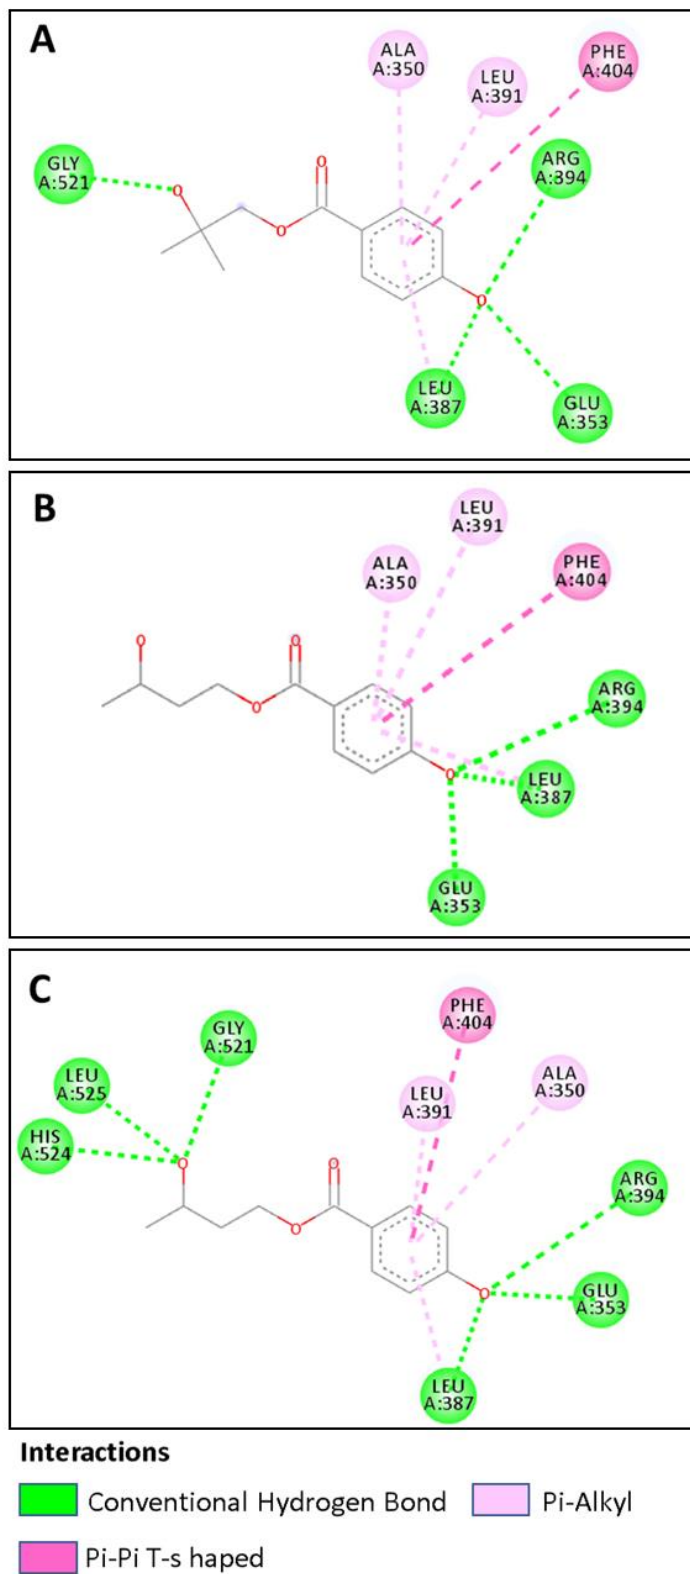 A
ALA
A:350
LEU
A:391
PHE
A:404
GLY
A:521
ARG
A:394
O
O
O
O
LEU
A:387
GLU
A:353
B
LEU
A:391
ALA
A:350
PHE
A:404
O
O
O
O
ARG
A:394
LEU
A:387
GLU
A:353
C
PHE
A:404
GLY
A:521
LEU
A:525
LEU
A:391
ALA
A:350
HIS
A:524
O
O
O
O
ARG
A:394
GLU
A:353
LEU
A:387
Interactions
Conventional Hydrogen Bond
Pi-Alkyl
Pi-Pi T-s haped